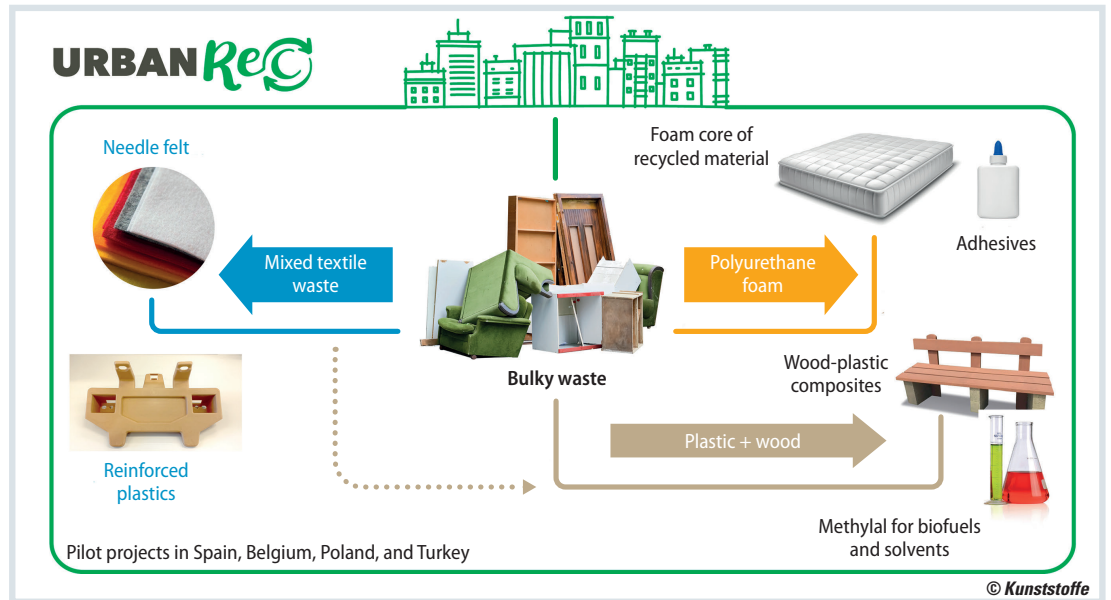 URBANRec
Needle felt
Foam core of
recycled material
Adhesives
Mixed textile
waste
Polyurethane
foam
Bulky waste
Wood-plastic
composites
Plastic + wood
Reinforced
plastics
Methylal for biofuels
and solvents
Pilot projects in Spain, Belgium, Poland, and Turkey
© Kunststoffe